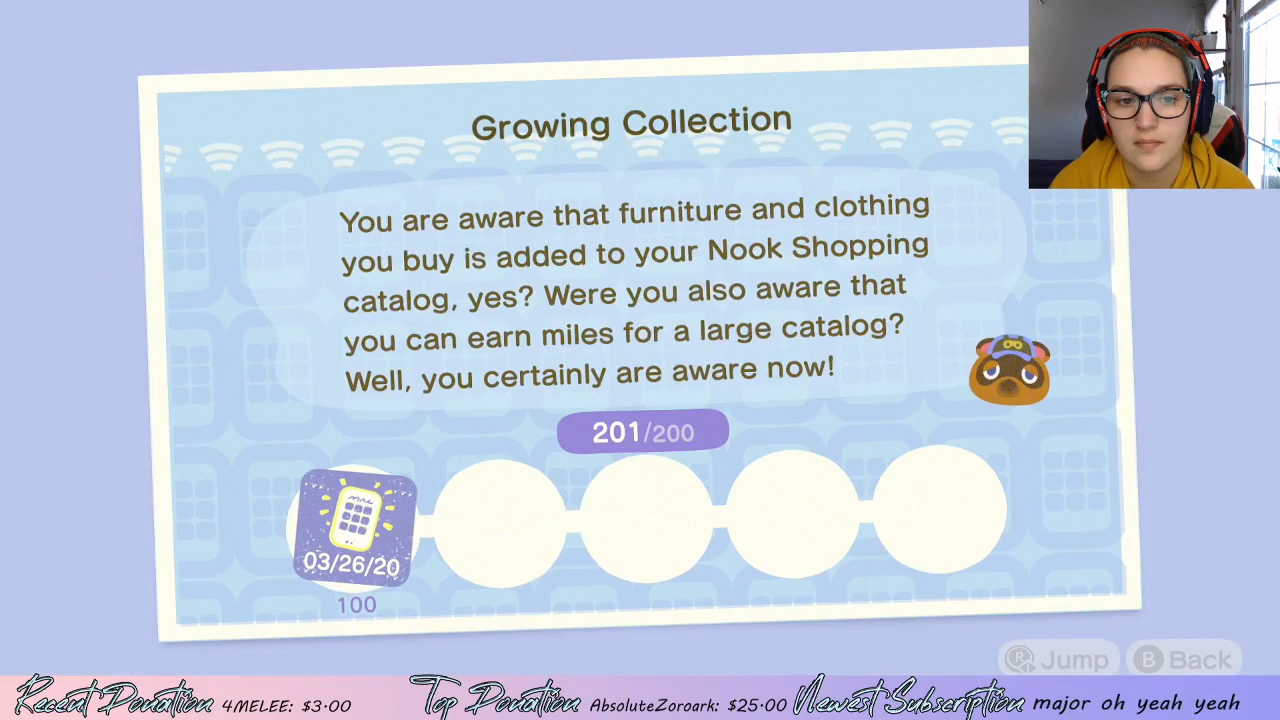 Growing Collection
You are aware that furniture and clothing
you buy is added to your Nook Shopping
catalog, yes? Were you also aware that
you can earn miles for a large catalog?
Well, you certainly are aware now!
201/200
03/26/20
100
R Jump B Back
Recent Donation 4MELEE: $3.00 Top Donation AbsoluteZoroark: $25.00 Newest Subscription major oh yeah yeah